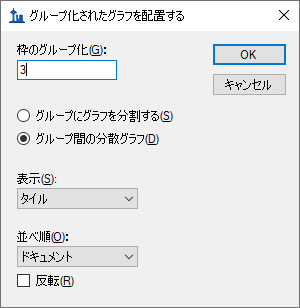 グループ化されたグラフを配置する
枠のグループ化(G):
3
OK
キャンセル
グループにグラフを分割する(S)
グループ間の分散グラフ(D)
表示(S):
タイル
並べ順(O):
ドキュメント
反転(R)